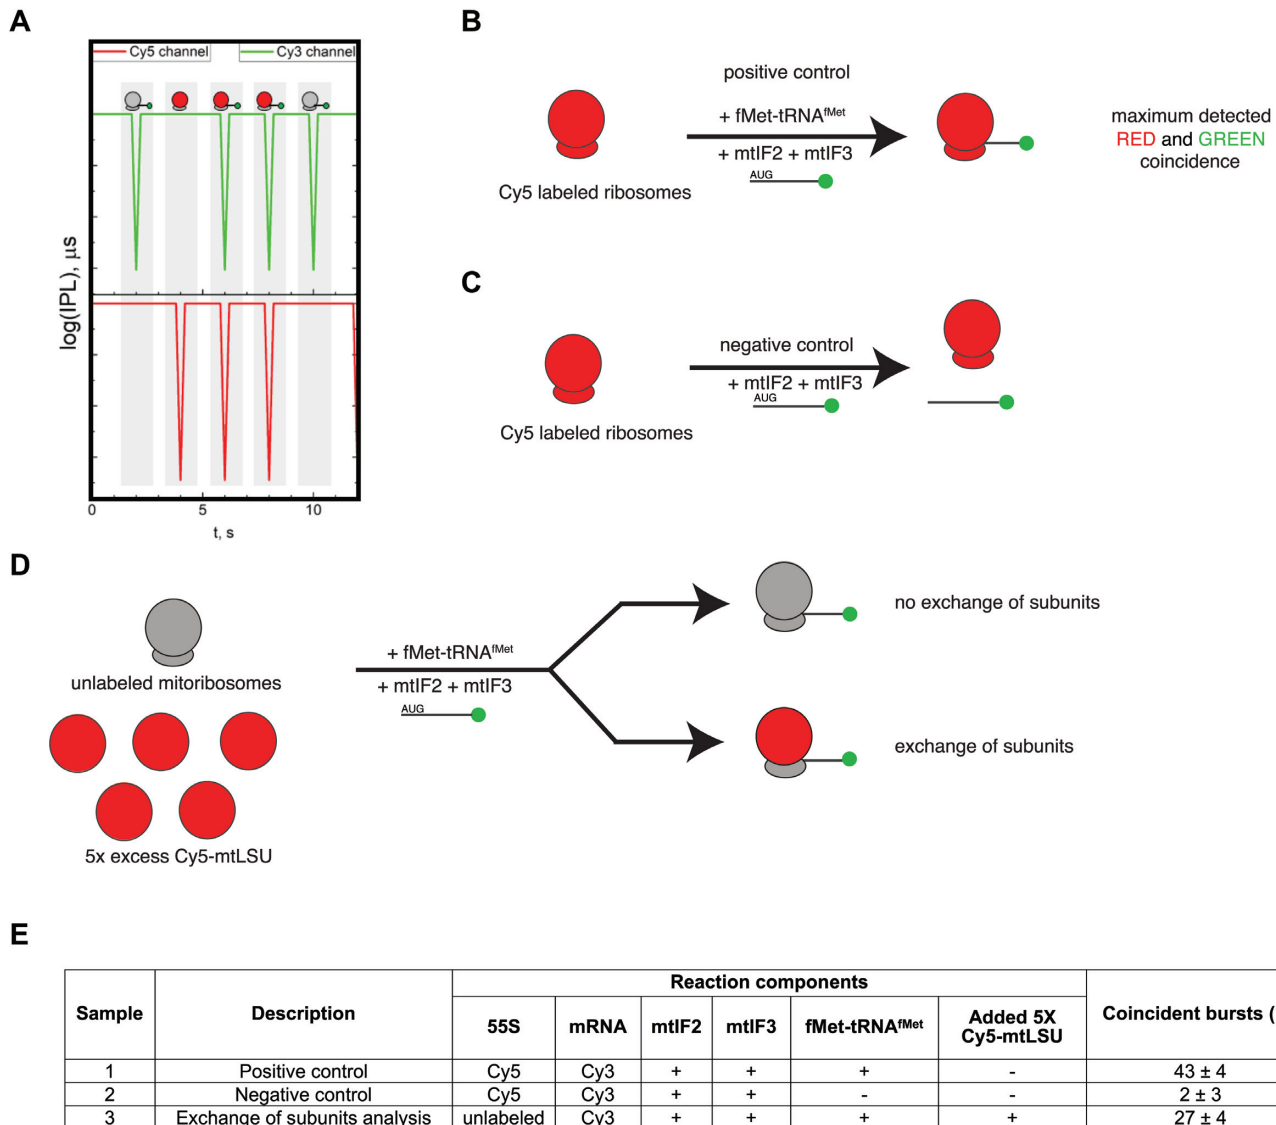 A
Cy5 channel
Cy3 channel
log(IPL), μs
0
5
10
t, s
B
positive control
+ fMet-tRNAfMet
+ mtIF2 + mtIF3
AUG
Cy5 labeled ribosomes
maximum detected
RED and GREEN
coincidence
C
negative control
+ mtIF2 + mtIF3
AUG
Cy5 labeled ribosomes
D
unlabeled mitoribosomes
5x excess Cy5-mtLSU
+ fMet-tRNAfMet
+ mtIF2 + mtIF3
AUG
no exchange of subunits
exchange of subunits
E
Sample Description Reaction components Coincident bursts (
55S mRNA mtIF2 mtIF3 fMet-tRNAfMet Added 5X
Cy5-mtLSU
1 Positive control Cy5 Cy3 + + + - 43 ± 4
2 Negative control Cy5 Cy3 + + - - 2 ± 3
3 Exchange of subunits analysis unlabeled Cy3 + + + + 27 ± 4